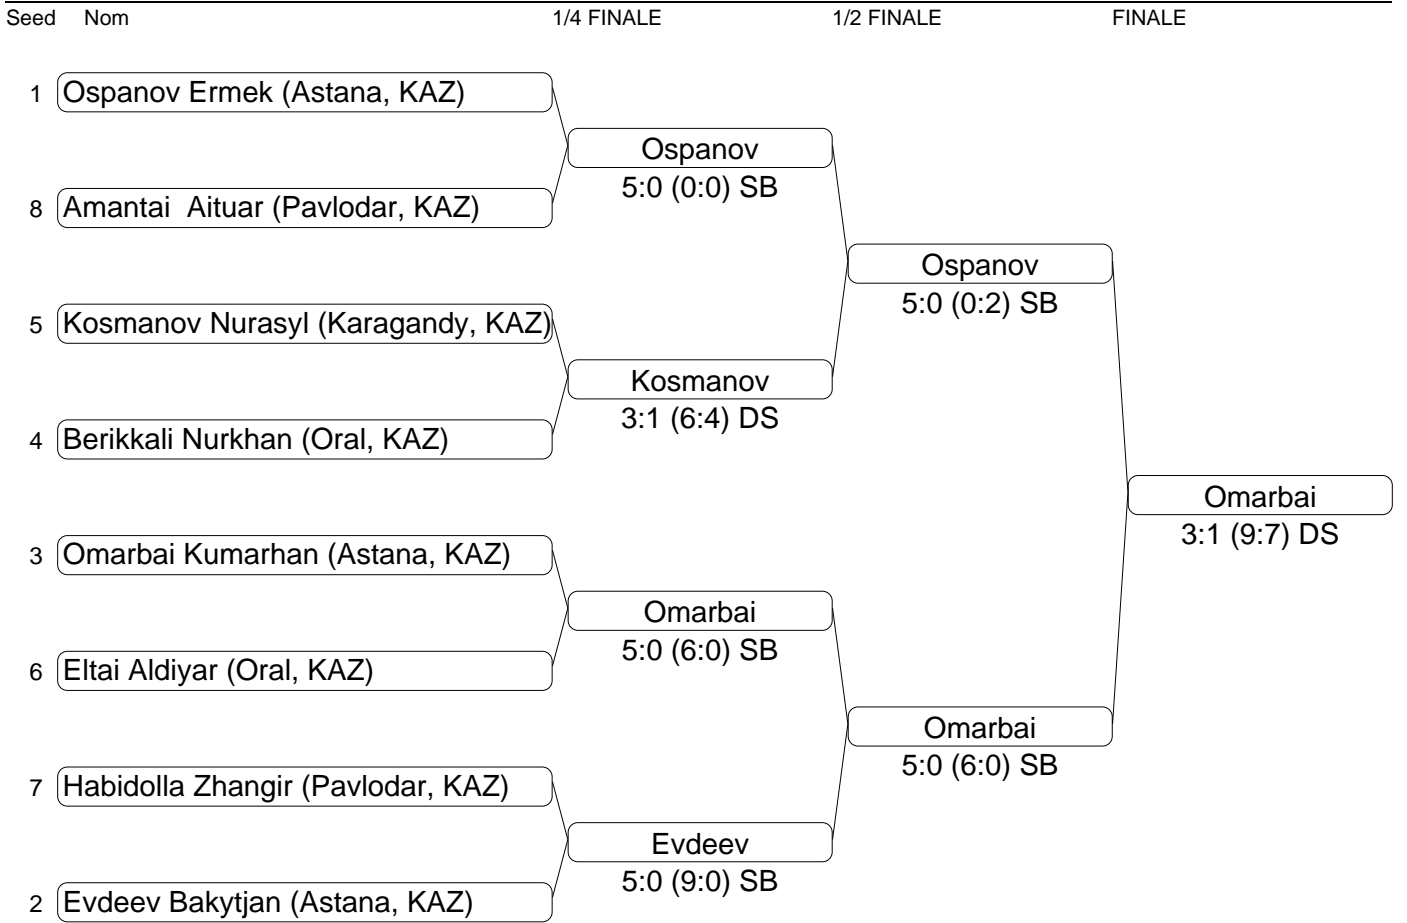 Seed Nom 1/4 FINALE 1/2 FINALE FINALE
1 Ospanov Ermek (Astana, KAZ)
Ospanov
5:0 (0:0) SB
8 Amantai  Aituar (Pavlodar, KAZ)
Ospanov
5:0 (0:2) SB
5 Kosmanov Nurasyl (Karagandy, KAZ)
Kosmanov
3:1 (6:4) DS
4 Berikkali Nurkhan (Oral, KAZ)
Omarbai
3:1 (9:7) DS
3 Omarbai Kumarhan (Astana, KAZ)
Omarbai
5:0 (6:0) SB
6 Eltai Aldiyar (Oral, KAZ)
Omarbai
5:0 (6:0) SB
7 Habidolla Zhangir (Pavlodar, KAZ)
Evdeev
5:0 (9:0) SB
2 Evdeev Bakytjan (Astana, KAZ)